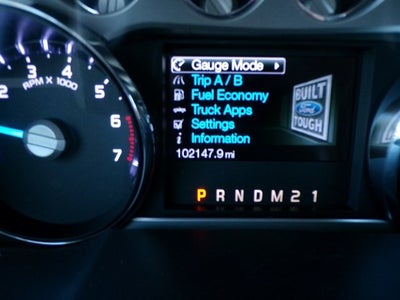 Gauge Mode
Trip A / B
Fuel Economy
Truck Apps
Settings
Information
102147.9 mi
BUILT
Ford
TOUGH
P R N D M 2 1
1
2
3
4
5
6
7
RPM X 1000